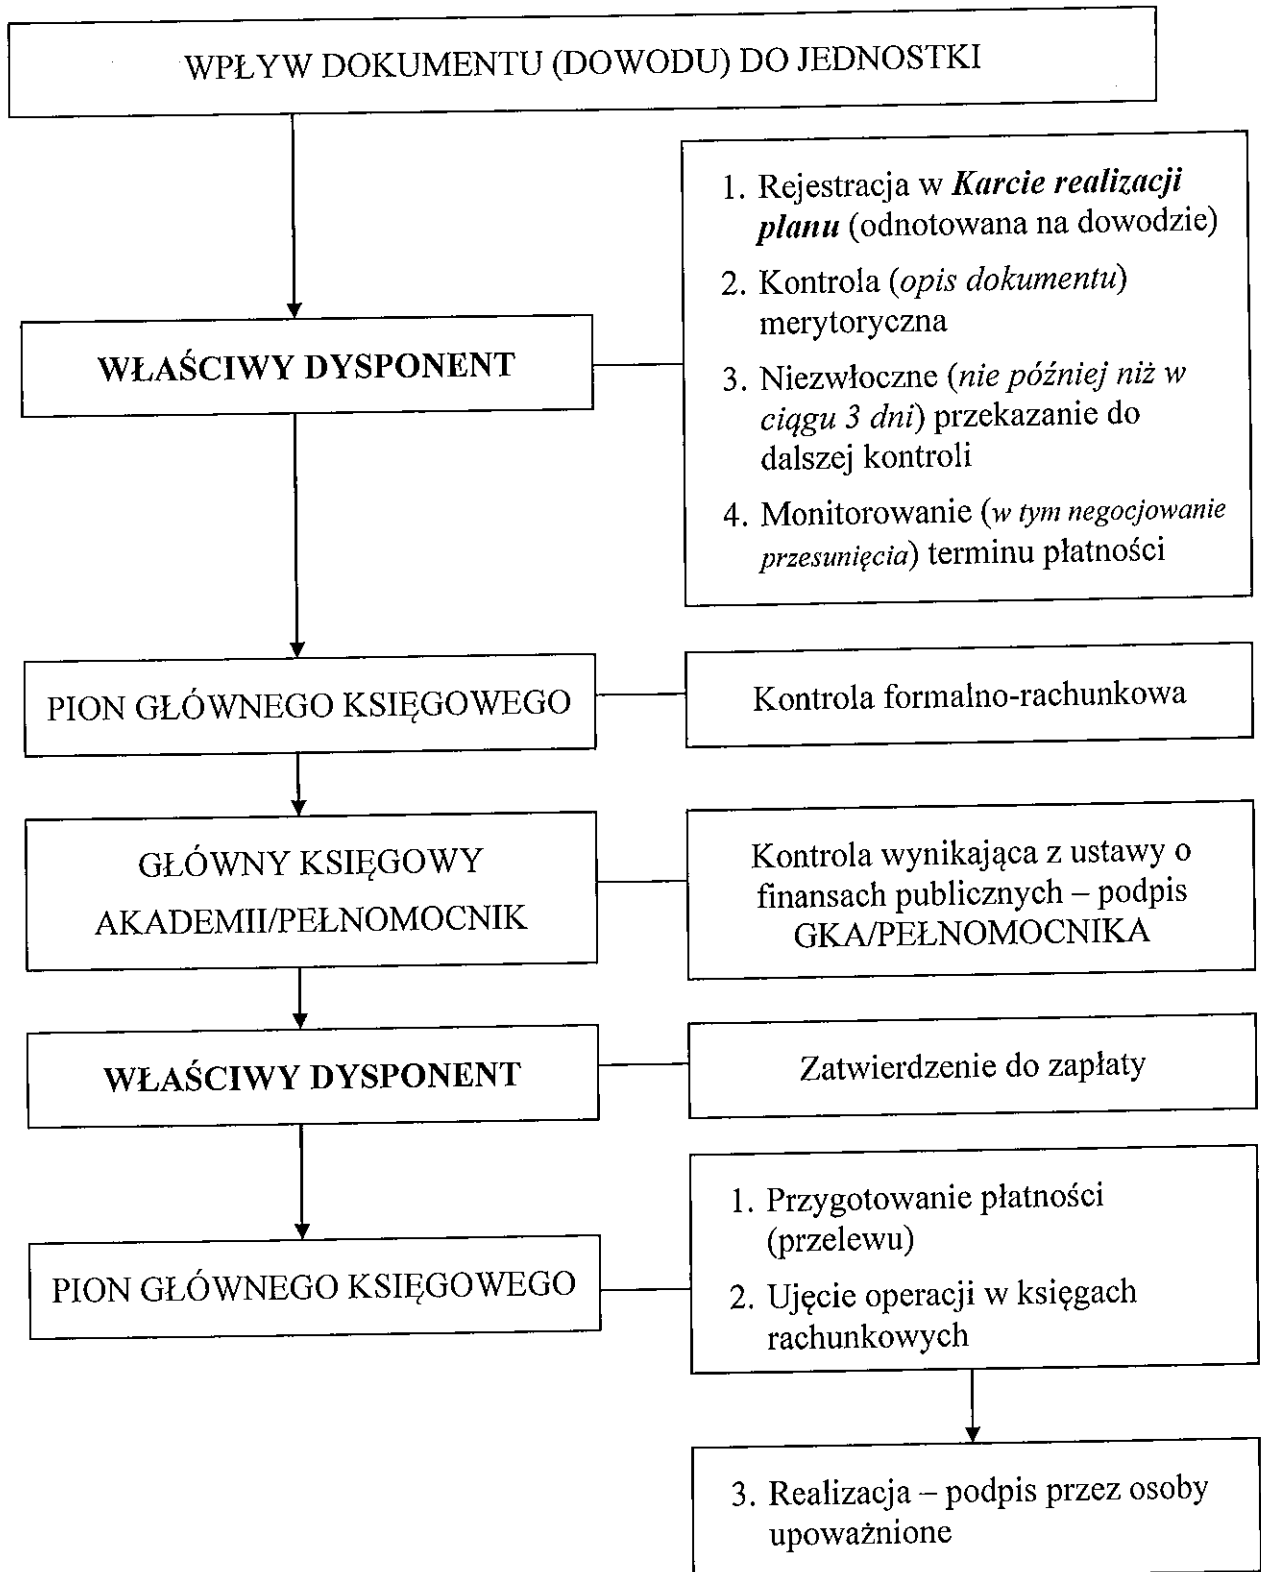 WPŁYW DOKUMENTU (DOWODU) DO JEDNOSTKI
1. Rejestracja w Karcie realizacji
planu (odnotowana na dowodzie)
2. Kontrola (opis dokumentu)
merytoryczna
3. Niezwłoczne (nie później niż w
ciągu 3 dni) przekazanie do
dalszej kontroli
4. Monitorowanie (w tym negocjowanie
przesunięcia) terminu płatności
WŁAŚCIWY DYSPONENT
PION GŁÓWNEGO KSIĘGOWEGO
Kontrola formalno-rachunkowa
GŁÓWNY KSIĘGOWY
AKADEMII/PEŁNOMOCNIK
Kontrola wynikająca z ustawy o
finansach publicznych – podpis
GKA/PEŁNOMOCNIKA
WŁAŚCIWY DYSPONENT
Zatwierdzenie do zapłaty
PION GŁÓWNEGO KSIĘGOWEGO
1. Przygotowanie płatności
(przelewu)
2. Ujęcie operacji w księgach
rachunkowych
3. Realizacja – podpis przez osoby
upoważnione